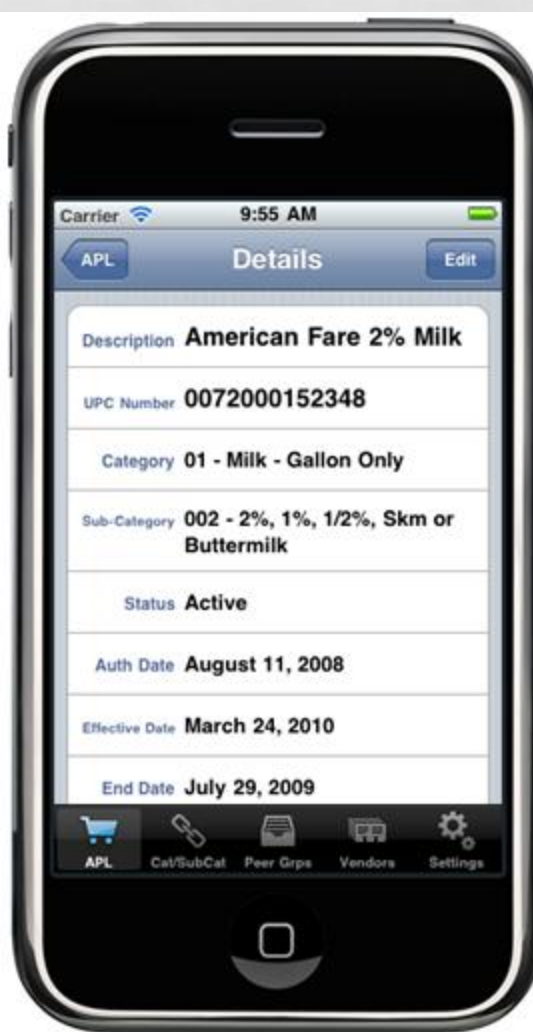 Carrier 9:55 AM
APL Details Edit
Description American Fare 2% Milk
UPC Number 0072000152348
Category 01 - Milk - Gallon Only
Sub-Category 002 - 2%, 1%, 1/2%, Skm or
Buttermilk
Status Active
Auth Date August 11, 2008
Effective Date March 24, 2010
End Date July 29, 2009
APL Cat/SubCat Peer Grps Vendors Settings